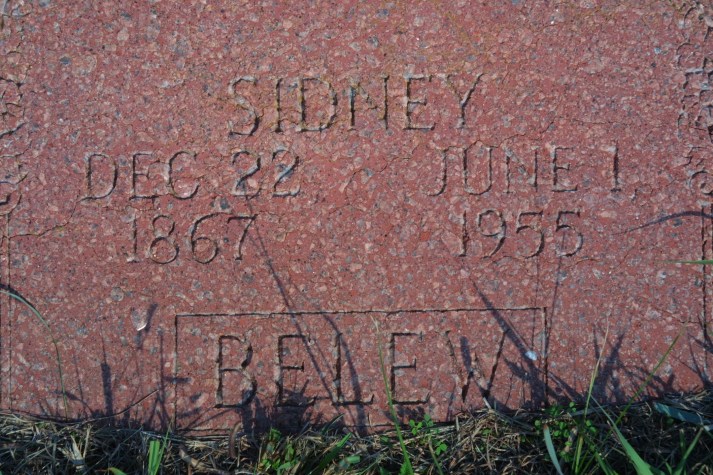 SIDNEY
DEC 22 JUNE 1
1867 1955
BELEW